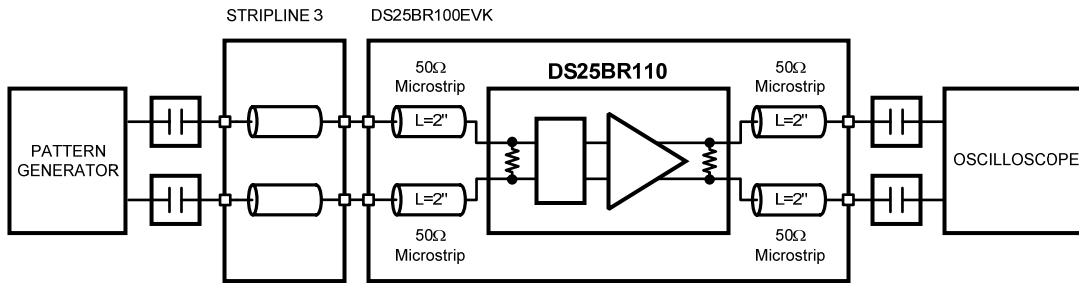 STRIPLINE 3
DS25BR100EVK
50Ω
Microstrip
DS25BR110
50Ω
Microstrip
L=2"
L=2"
PATTERN
GENERATOR
OSCILLOSCOPE
L=2"
L=2"
50Ω
Microstrip
50Ω
Microstrip